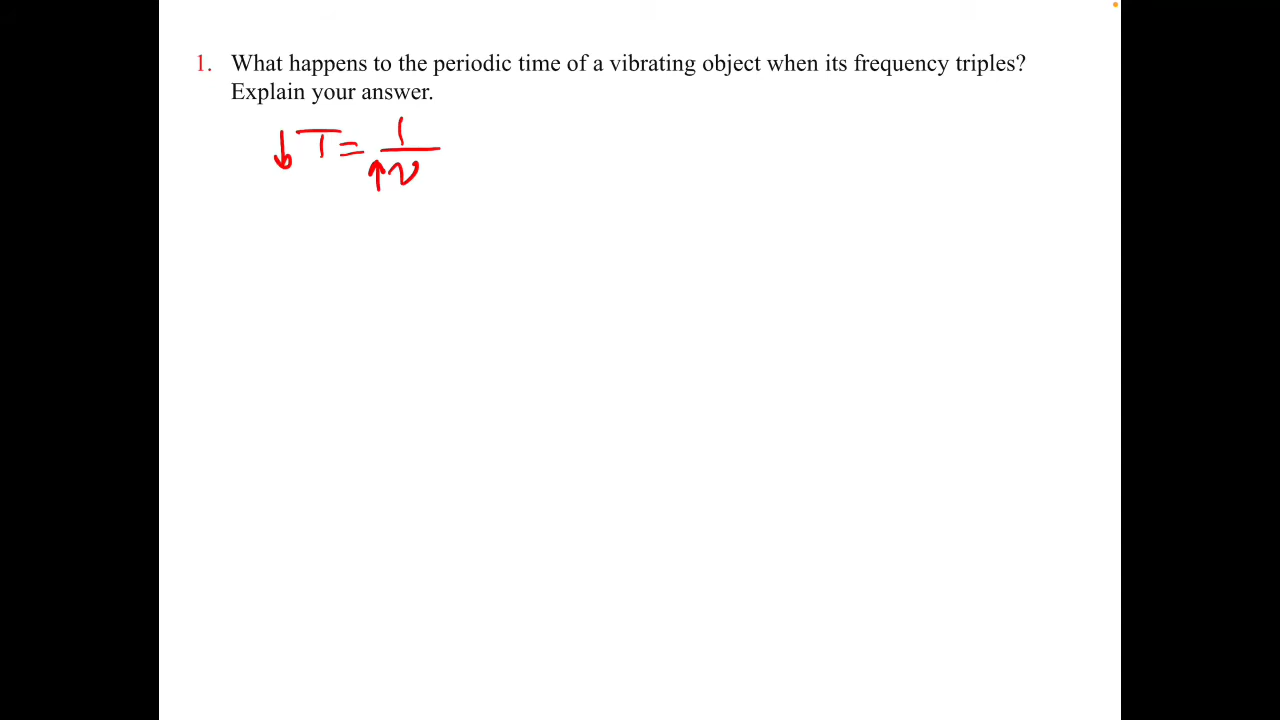 1. What happens to the periodic time of a vibrating object when its frequency triples?
Explain your answer.
↓ T = 1
↑ ν